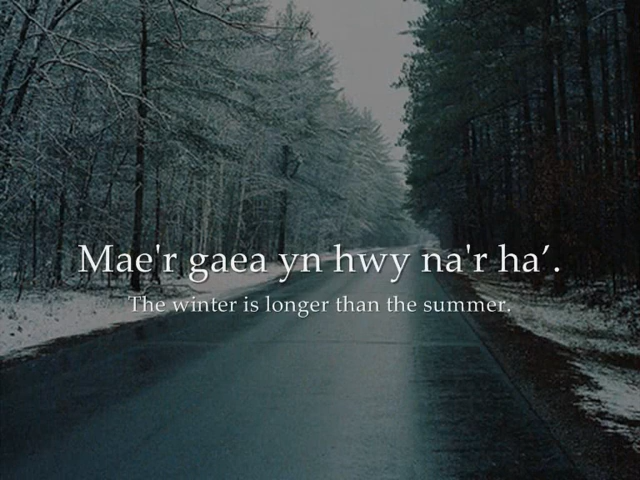 Mae'r gaea yn hwy na'r ha’.
The winter is longer than the summer.